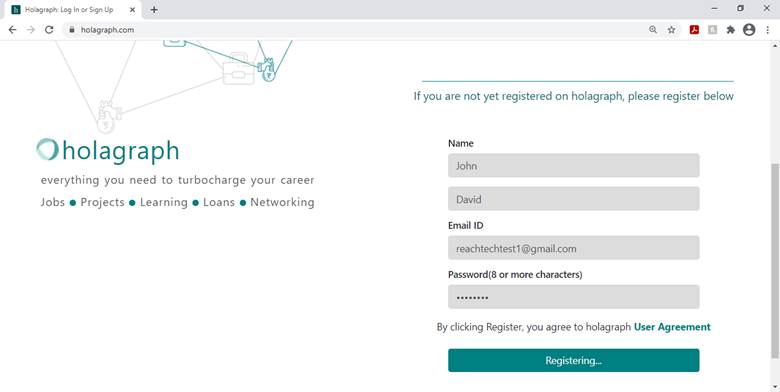 Holagraph: Log In or Sign Up
holagraph.com
If you are not yet registered on holagraph, please register below
holagraph
everything you need to turbocharge your career
Jobs ● Projects ● Learning ● Loans ● Networking
Name
John
David
Email ID
reachtechtest1@gmail.com
Password(8 or more characters)
••••••••
By clicking Register, you agree to holagraph User Agreement
Registering...